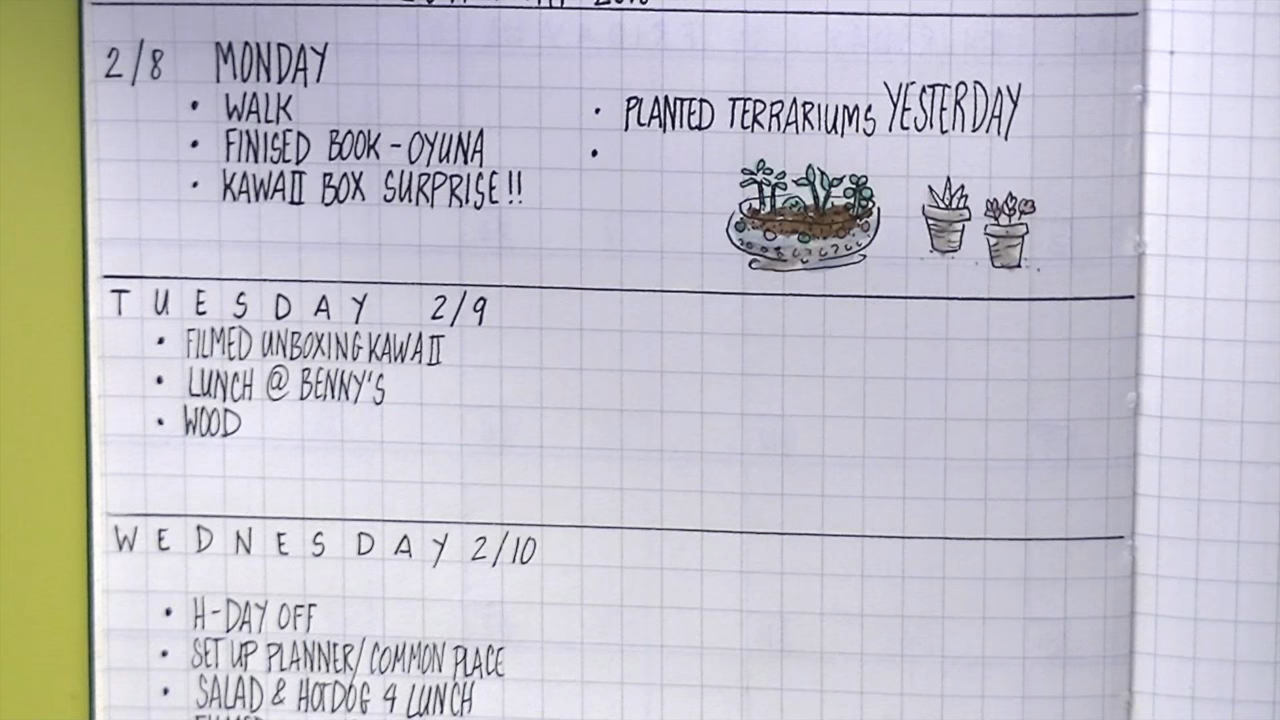 2/8 MONDAY
• WALK
• FINISED BOOK - OYUNA
• KAWAII BOX SURPRISE!!
• PLANTED TERRARIUMS YESTERDAY
•
TUESDAY 2/9
• FILMED UNBOXING KAWAII
• LUNCH @ BENNY'S
• WOOD
WEDNESDAY 2/10
• H-DAY OFF
• SET UP PLANNER/COMMON PLACE
• SALAD & HOTDOG 4 LUNCH